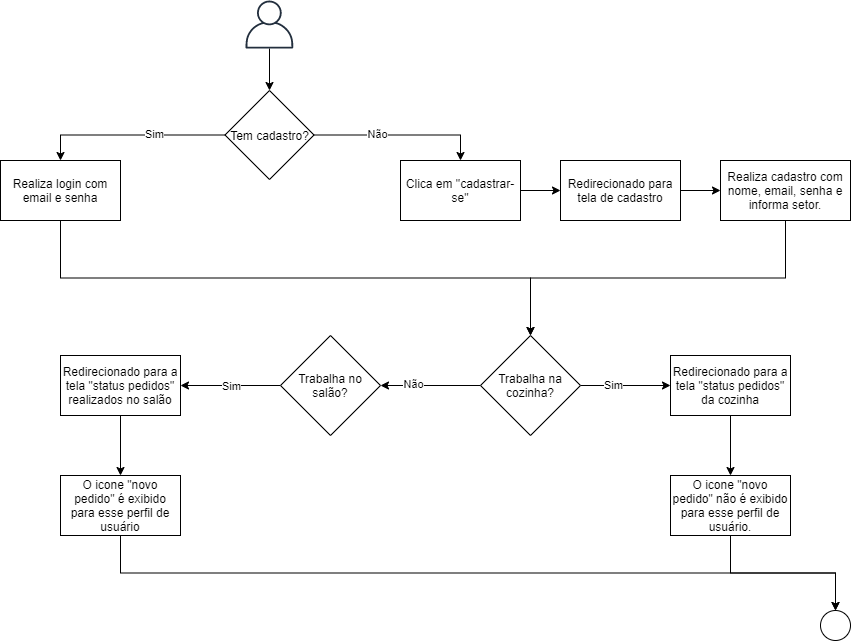 Tem cadastro?
Sim
Não
Realiza login com
email e senha
Clica em "cadastrar-
se"
Redirecionado para
tela de cadastro
Realiza cadastro com
nome, email, senha e
informa setor.
Redirecionado para a
tela "status pedidos"
realizados no salão
Sim
Trabalha no
salão?
Não
Trabalha na
cozinha?
Sim
Redirecionado para a
tela "status pedidos"
da cozinha
O icone "novo
pedido" é exibido
para esse perfil de
usuário
O icone "novo
pedido" não é exibido
para esse perfil de
usuário.